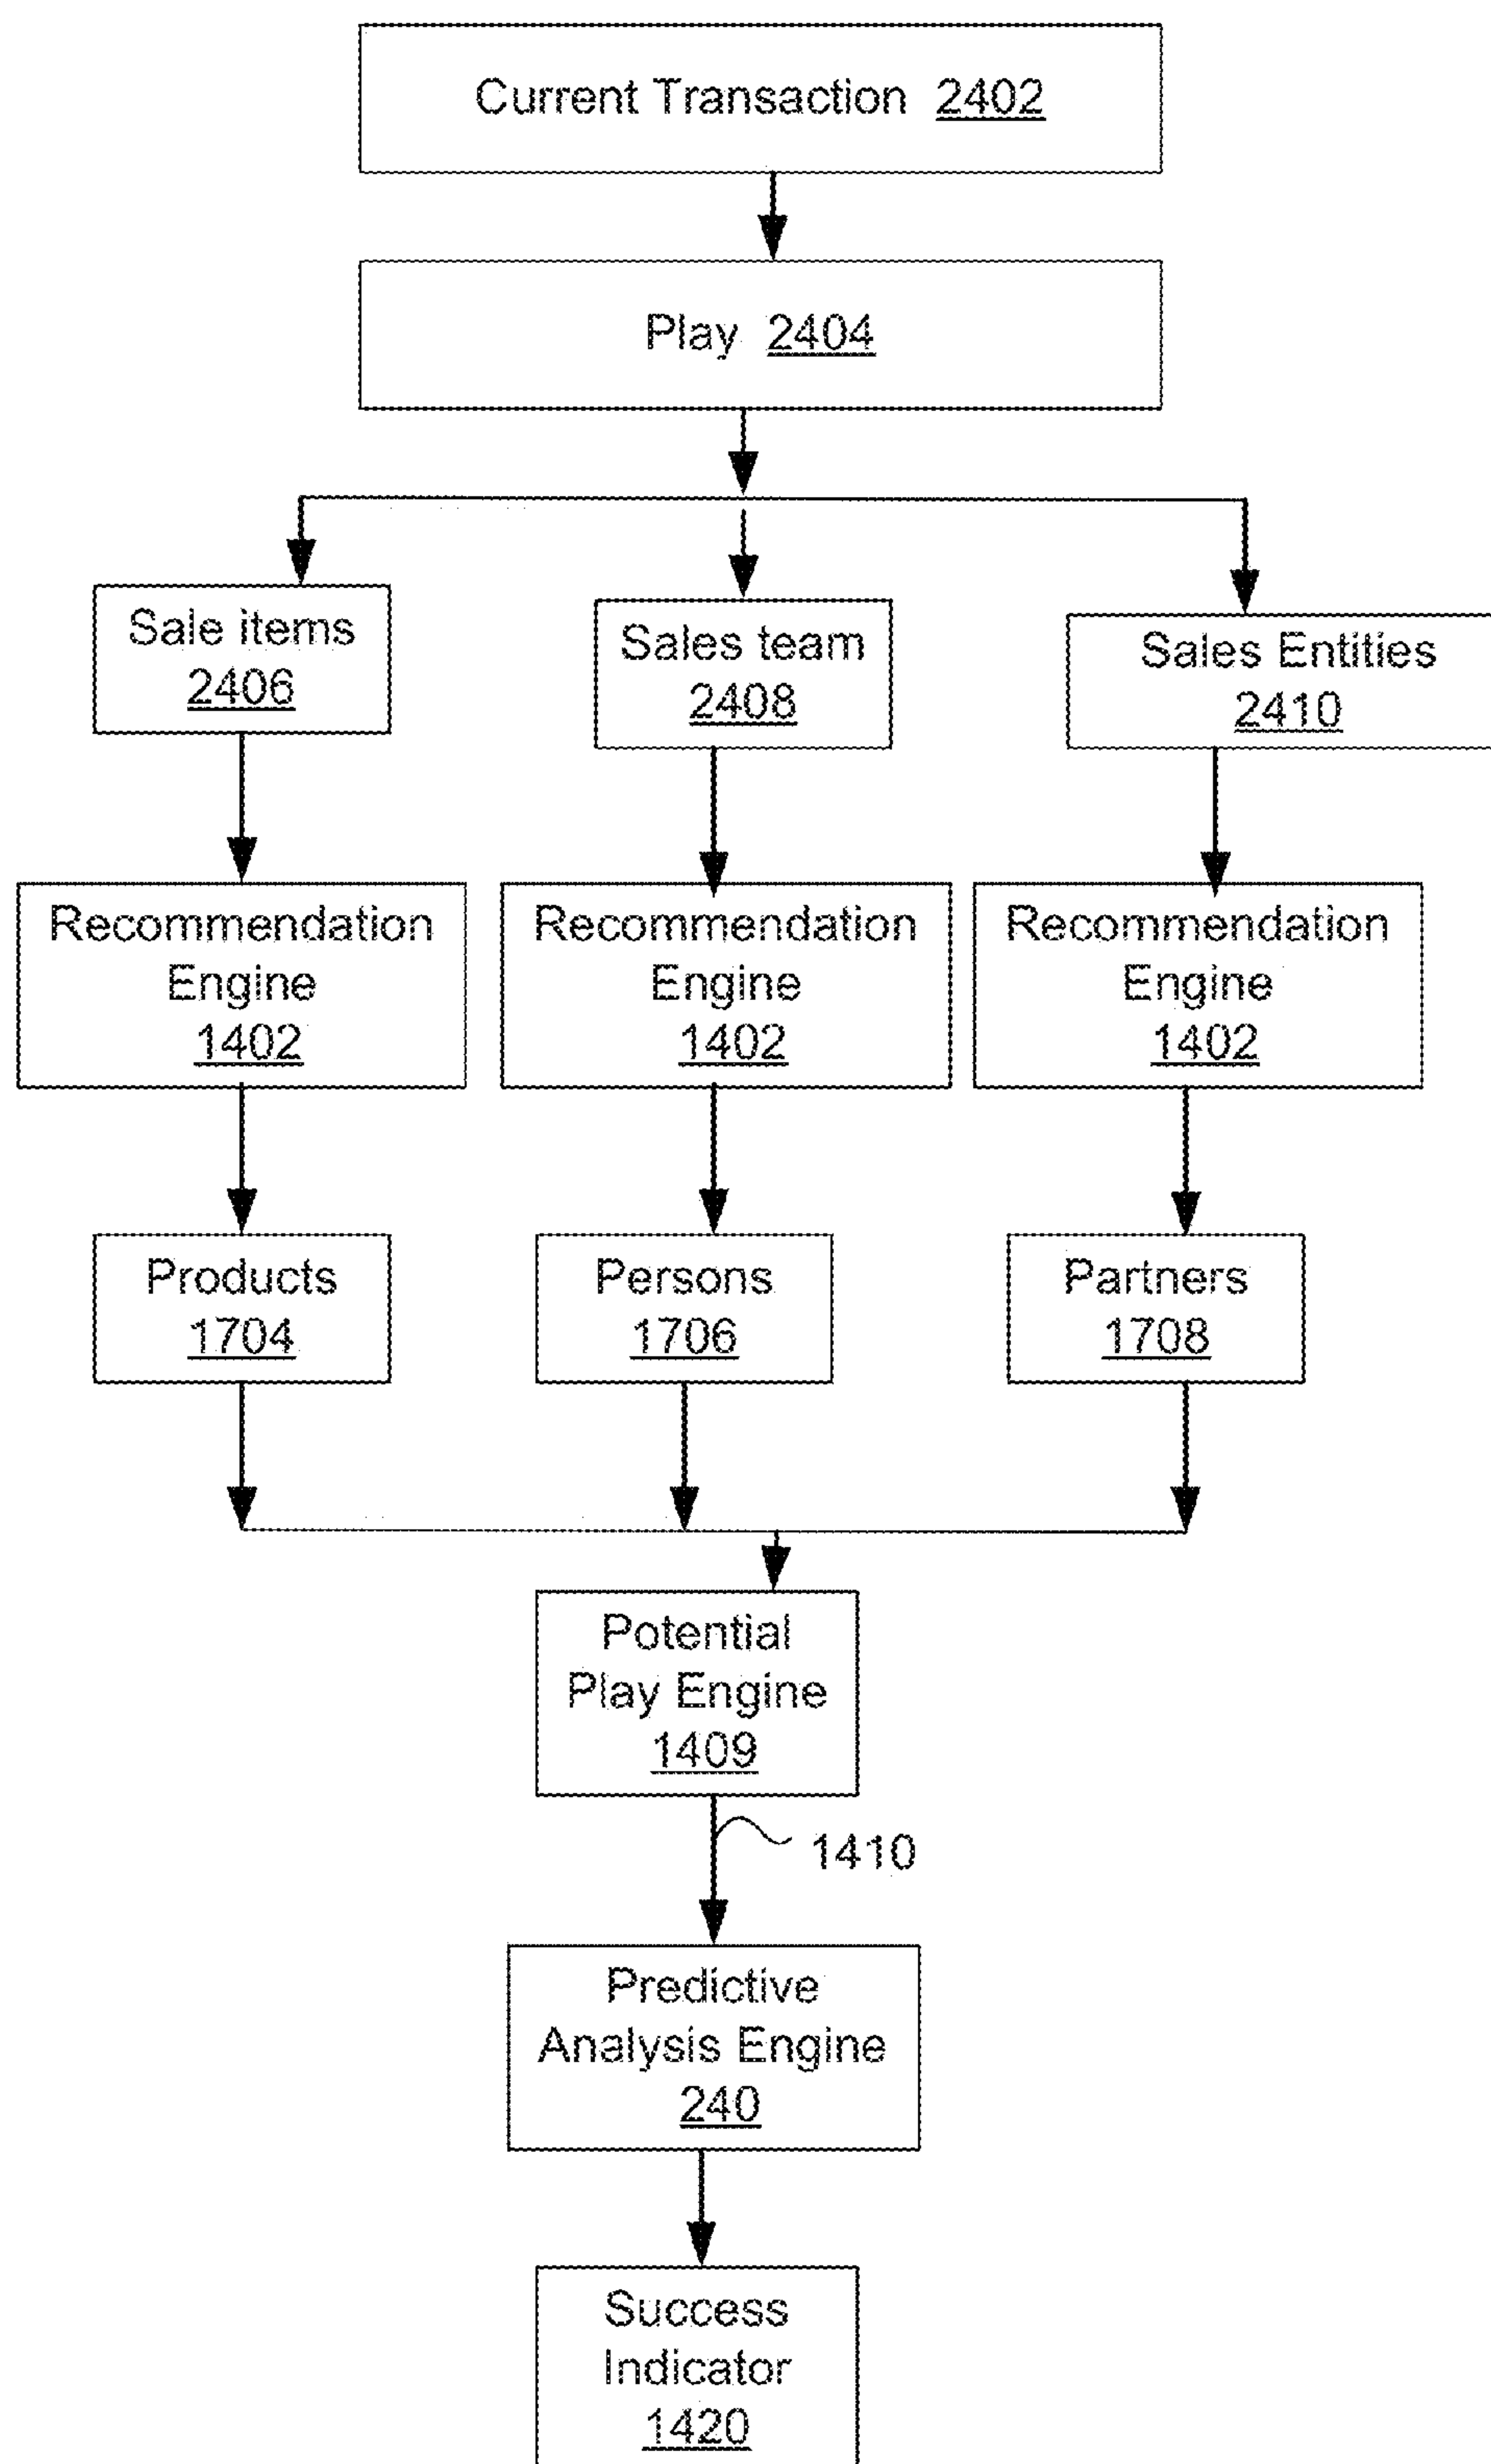 Current Transaction 2402
Play 2404
Sale items
2406
Sales team
2408
Sales Entities
2410
Recommendation
Engine
1402
Recommendation
Engine
1402
Recommendation
Engine
1402
Products
1704
Persons
1706
Partners
1708
Potential
Play Engine
1409
1410
Predictive
Analysis Engine
240
Success
Indicator
1420